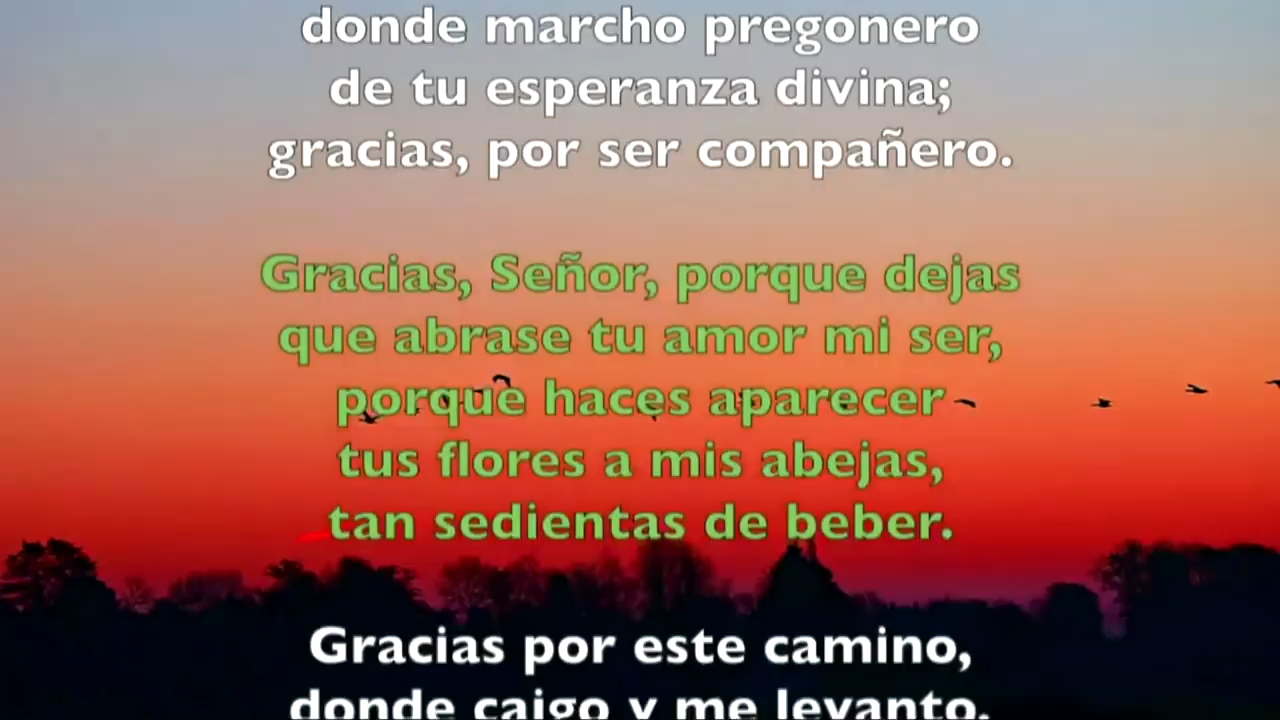 donde marcho pregonero
de tu esperanza divina;
gracias, por ser compañero.
Gracias, Señor, porque dejas
que abrase tu amor mi ser,
porque haces aparecer
tus flores a mis abejas,
tan sedientas de beber.
Gracias por este camino,
donde caigo y me levanto,